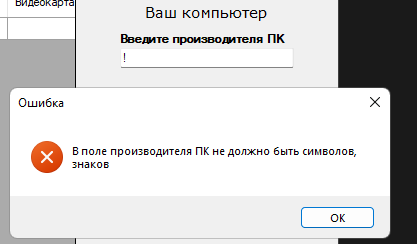 Видеокарта
Ваш компьютер
Введите производителя ПК
!
Ошибка
В поле производителя ПК не должно быть символов,
знаков
OK